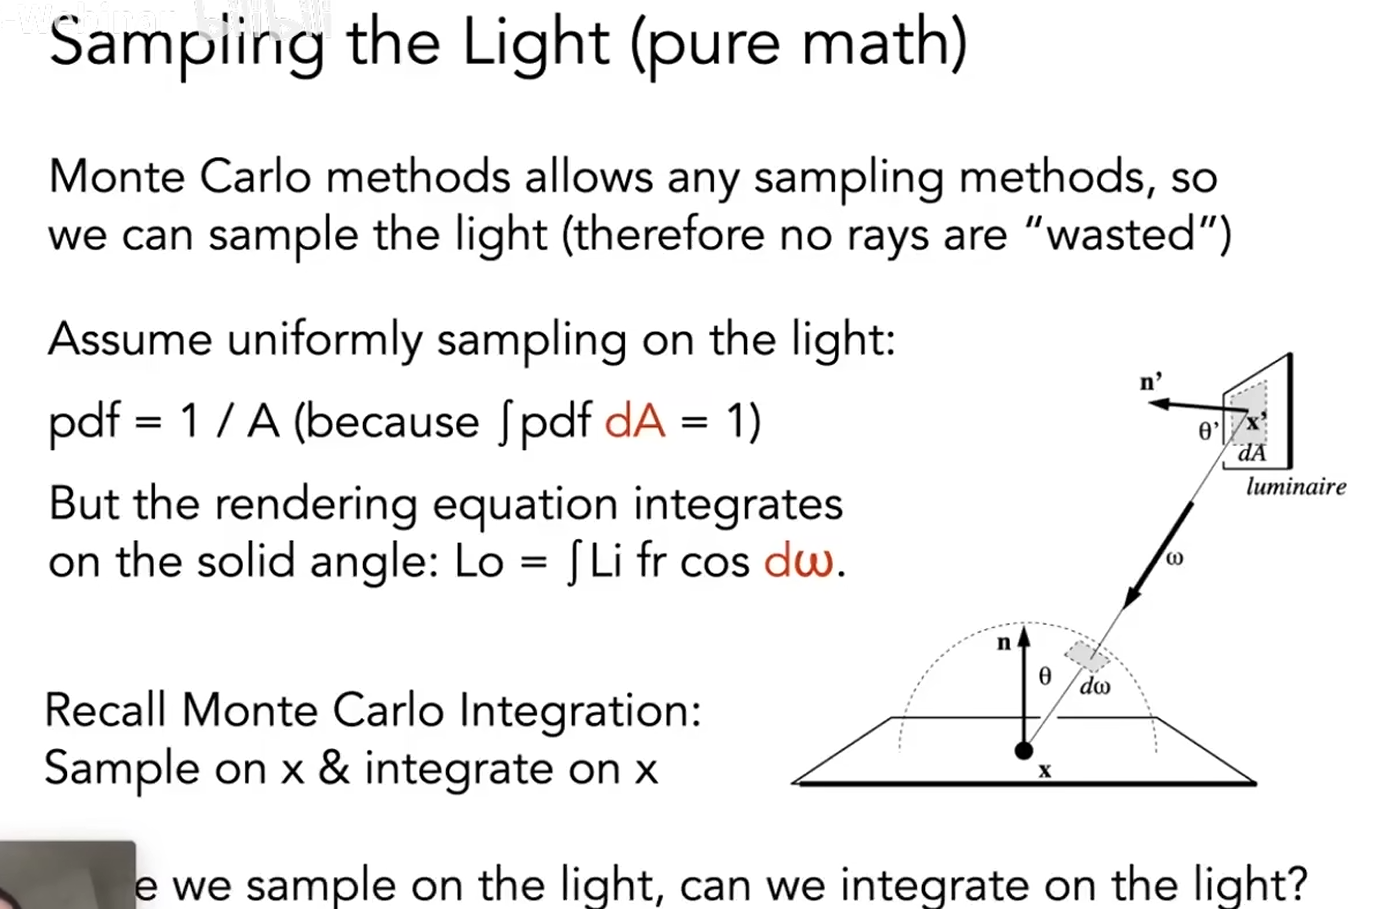 Sampling the Light (pure math)
Monte Carlo methods allows any sampling methods, so
we can sample the light (therefore no rays are “wasted”)
Assume uniformly sampling on the light:
pdf = 1 / A (because ∫pdf dA = 1)
But the rendering equation integrates
on the solid angle: Lo = ∫Li fr cos dω.
Recall Monte Carlo Integration:
Sample on x & integrate on x
e we sample on the light, can we integrate on the light?
n’
θ’
x’
dA
luminaire
ω
n
θ
dω
x